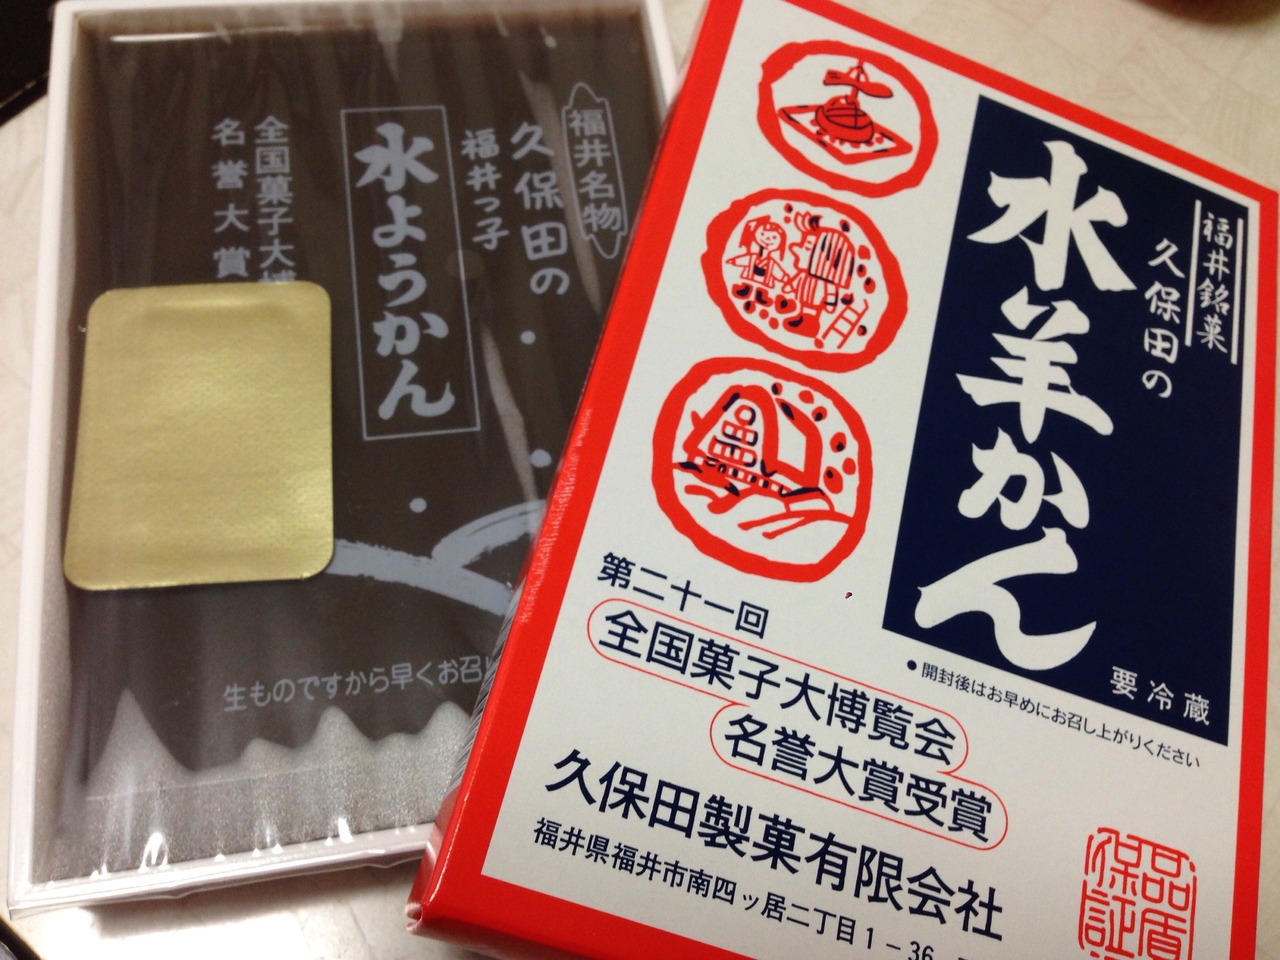 福井名物
久保田の
福井っ子
水ようかん
全国菓子大博
名誉大賞
生ものですから早くお召し
福井銘菓
久保田の
水羊かん
要冷蔵
●開封後はお早めにお召し上がりください
第二十一回
全国菓子大博覧会
名誉大賞受賞
久保田製菓有限会社
福井県福井市南四ッ居二丁目1-36
品質
保証